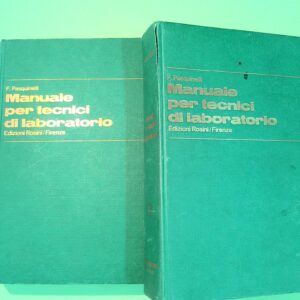 F. Pasquinelli
Manuale
per tecnici
di laboratorio
Edizioni Rosini/Firenze
F. Pasquinelli
Manuale
per tecnici
di laboratorio
Edizioni Rosini/Firenze